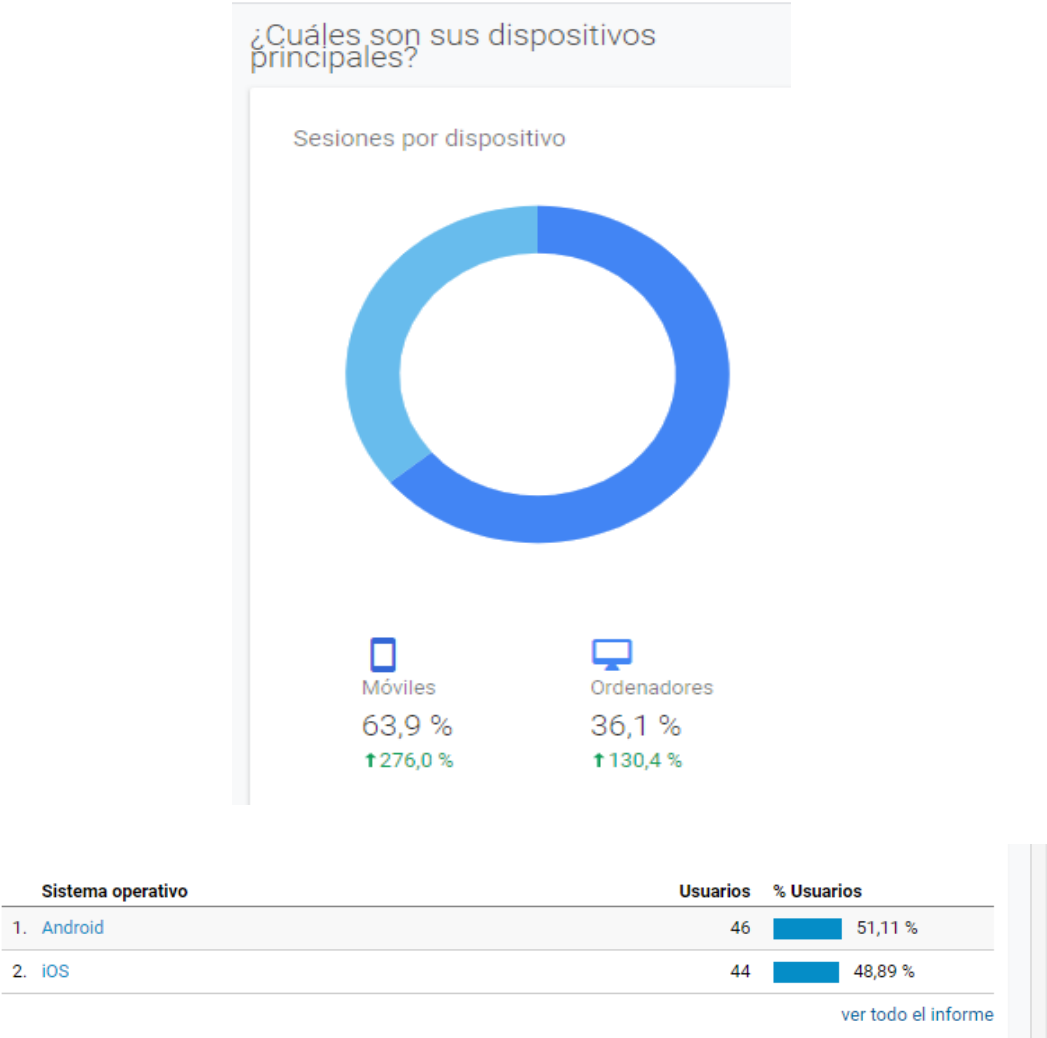 ¿Cuáles son sus dispositivos
principales?
Sesiones por dispositivo
Móviles Ordenadores
63,9 % 36,1 %
276,0 % 130,4 %
Sistema operativo Usuarios % Usuarios
1. Android 46 51,11 %
2. iOS 44 48,89 %
ver todo el informe